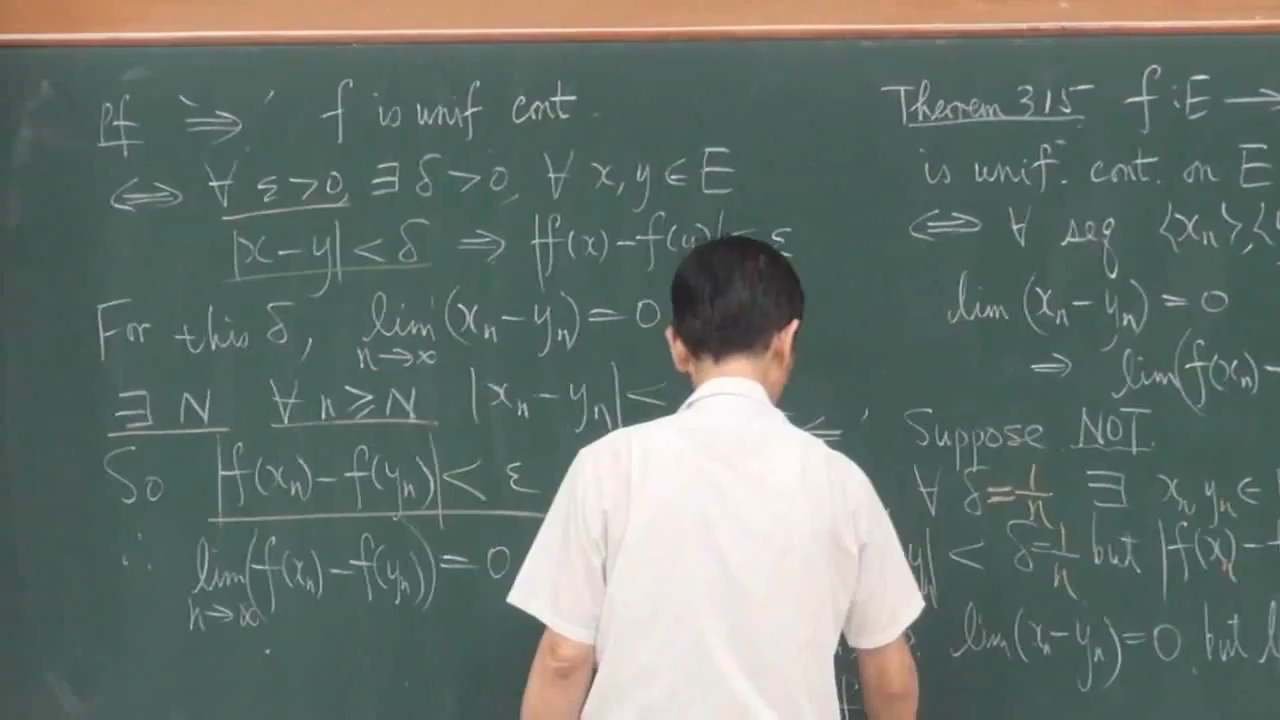 Pf `⇒' f is unif cont.
⇔ ∀ ε>0, ∃ δ>0, ∀ x, y ∈ E
|x-y| < δ ⇒ |f(x)-f(y)| < ε
For this δ, lim (xₙ-yₙ) = 0
n→∞
∃ N ∀ n ≥ N |xₙ-yₙ| <
So |f(xₙ)-f(yₙ)| < ε
∴ lim (f(xₙ)-f(yₙ)) = 0
n→∞
Theorem 3.15 f : E →
is unif. cont. on E
⇔ ∀ seq ⟨xₙ⟩, ⟨
lim (xₙ-yₙ) = 0
⇒ lim (f(xₙ)-
⇐' Suppose NOT.
∀ δ = 1/n ∃ xₙ yₙ ∈
yₙ| < δ = 1/n but |f(x)-
lim (xₙ-yₙ) = 0 but